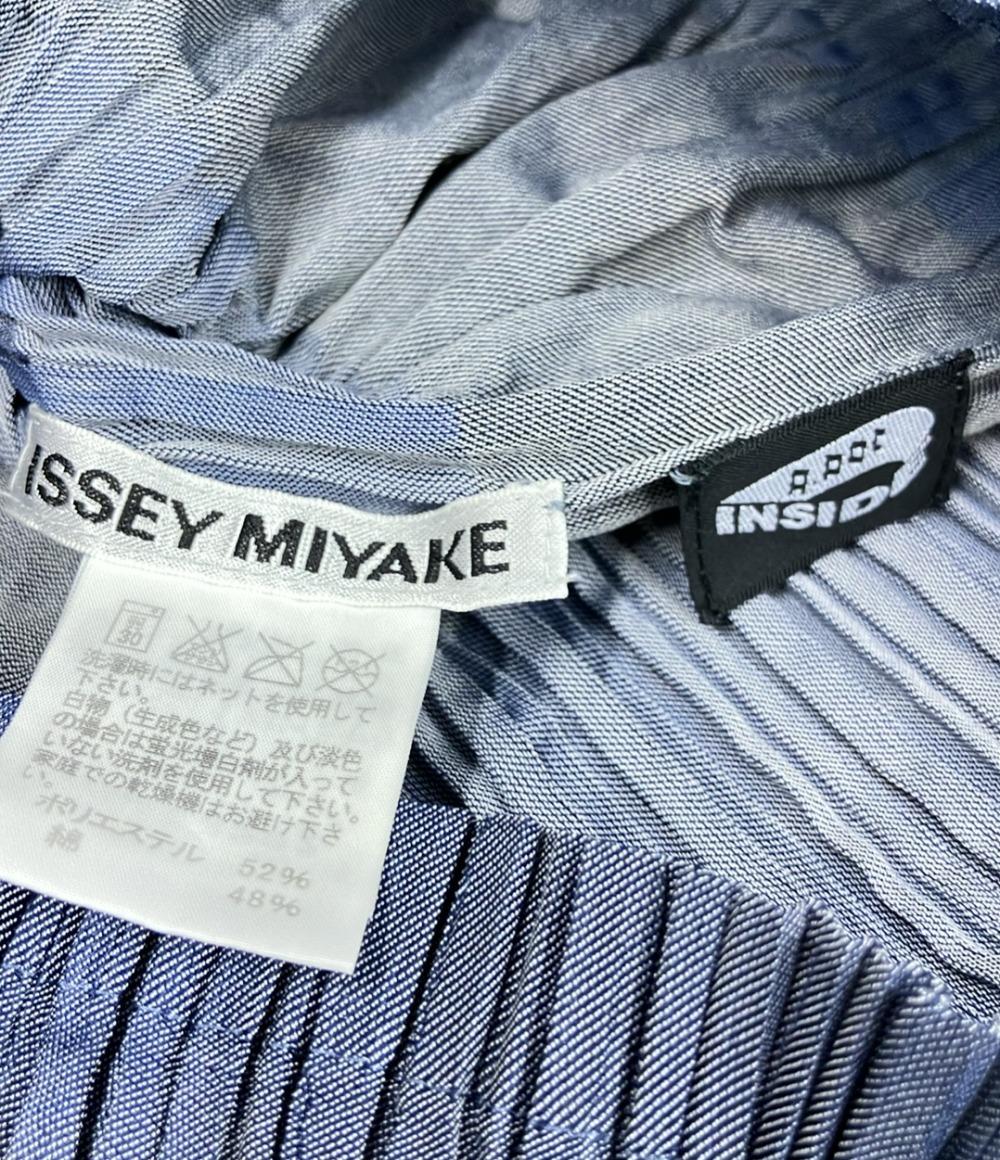 ISSEY MIYAKE
a.poc
INSIDE
30
洗濯時にはネットを使用して
下さい。
白物（生成色など）及び淡色
の場合は蛍光増白剤が入って
いない洗剤を使用して下さい。
家庭での乾燥機はお避け下さ
い。
ポリエステル 52%
綿 48%